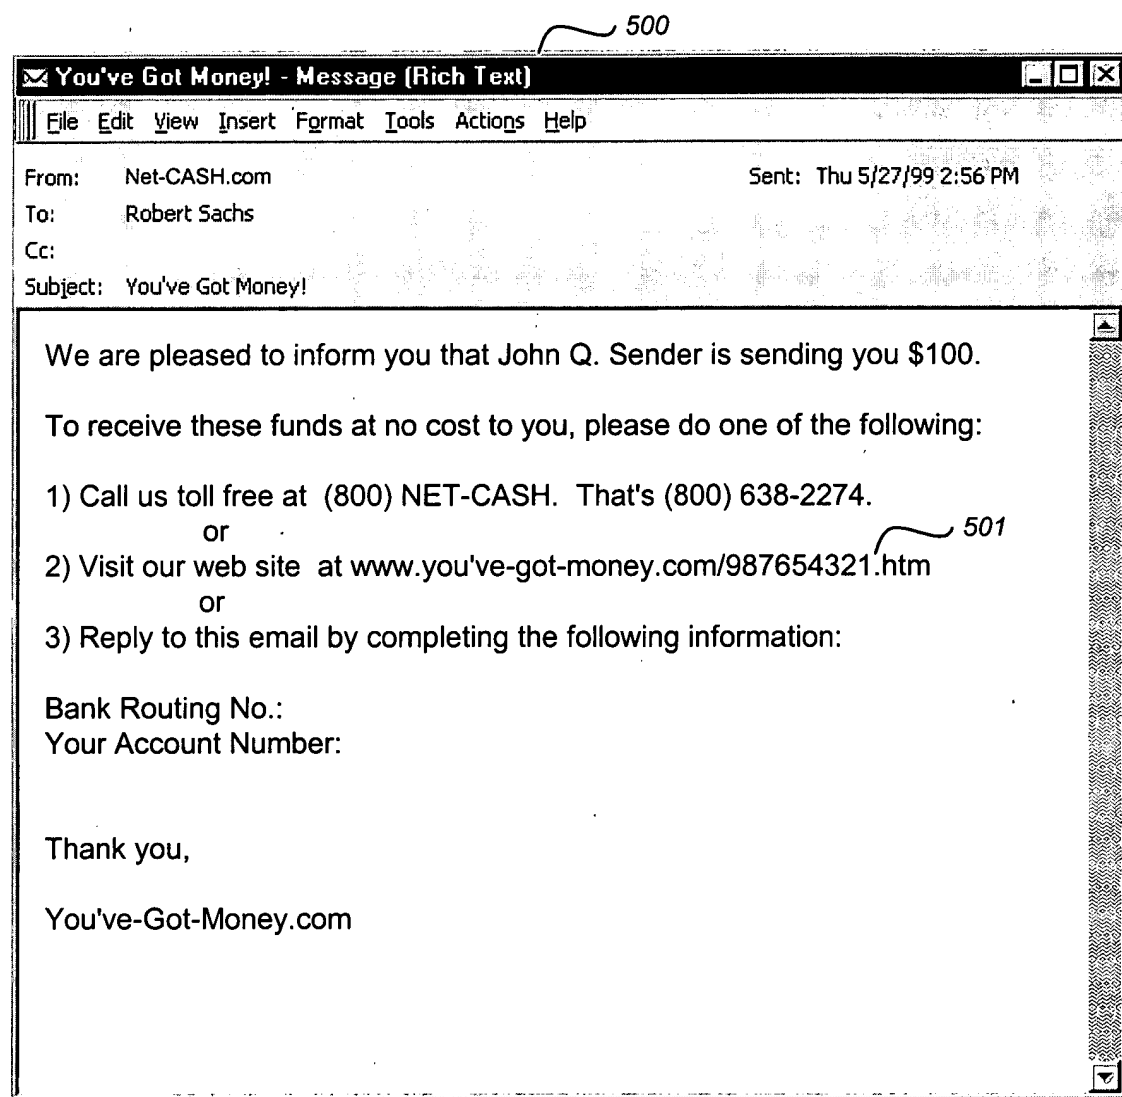 500
You've Got Money! - Message (Rich Text)
File Edit View Insert Format Tools Actions Help
From: Net-CASH.com Sent: Thu 5/27/99 2:56 PM
To: Robert Sachs
Cc:
Subject: You've Got Money!
We are pleased to inform you that John Q. Sender is sending you $100.
To receive these funds at no cost to you, please do one of the following:
1) Call us toll free at (800) NET-CASH. That's (800) 638-2274.
or
501
2) Visit our web site at www.you've-got-money.com/987654321.htm
or
3) Reply to this email by completing the following information:
Bank Routing No.:
Your Account Number:
Thank you,
You've-Got-Money.com